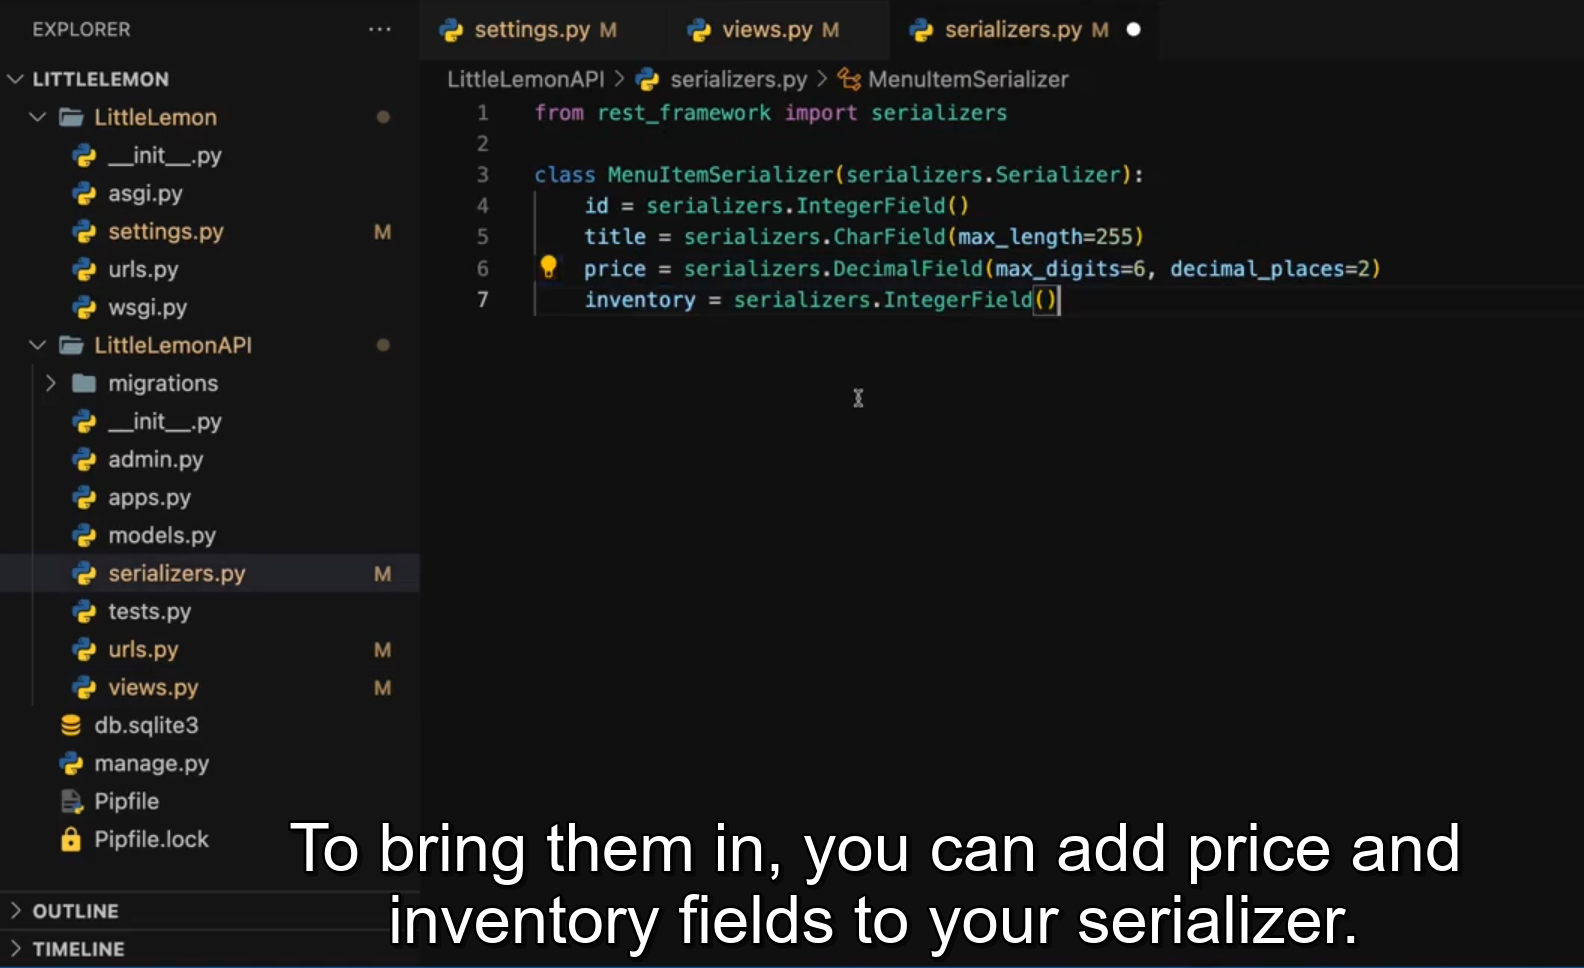 EXPLORER ···
LITTLELEMON
LittleLemon
__init__.py
asgi.py
settings.py M
urls.py
wsgi.py
LittleLemonAPI
migrations
__init__.py
admin.py
apps.py
models.py
serializers.py M
tests.py
urls.py M
views.py M
db.sqlite3
manage.py
Pipfile
Pipfile.lock
OUTLINE
TIMELINE
settings.py M views.py M serializers.py M
LittleLemonAPI > serializers.py > MenuItemSerializer
1 from rest_framework import serializers
2
3 class MenuItemSerializer(serializers.Serializer):
4 id = serializers.IntegerField()
5 title = serializers.CharField(max_length=255)
6 price = serializers.DecimalField(max_digits=6, decimal_places=2)
7 inventory = serializers.IntegerField()
To bring them in, you can add price and
inventory fields to your serializer.